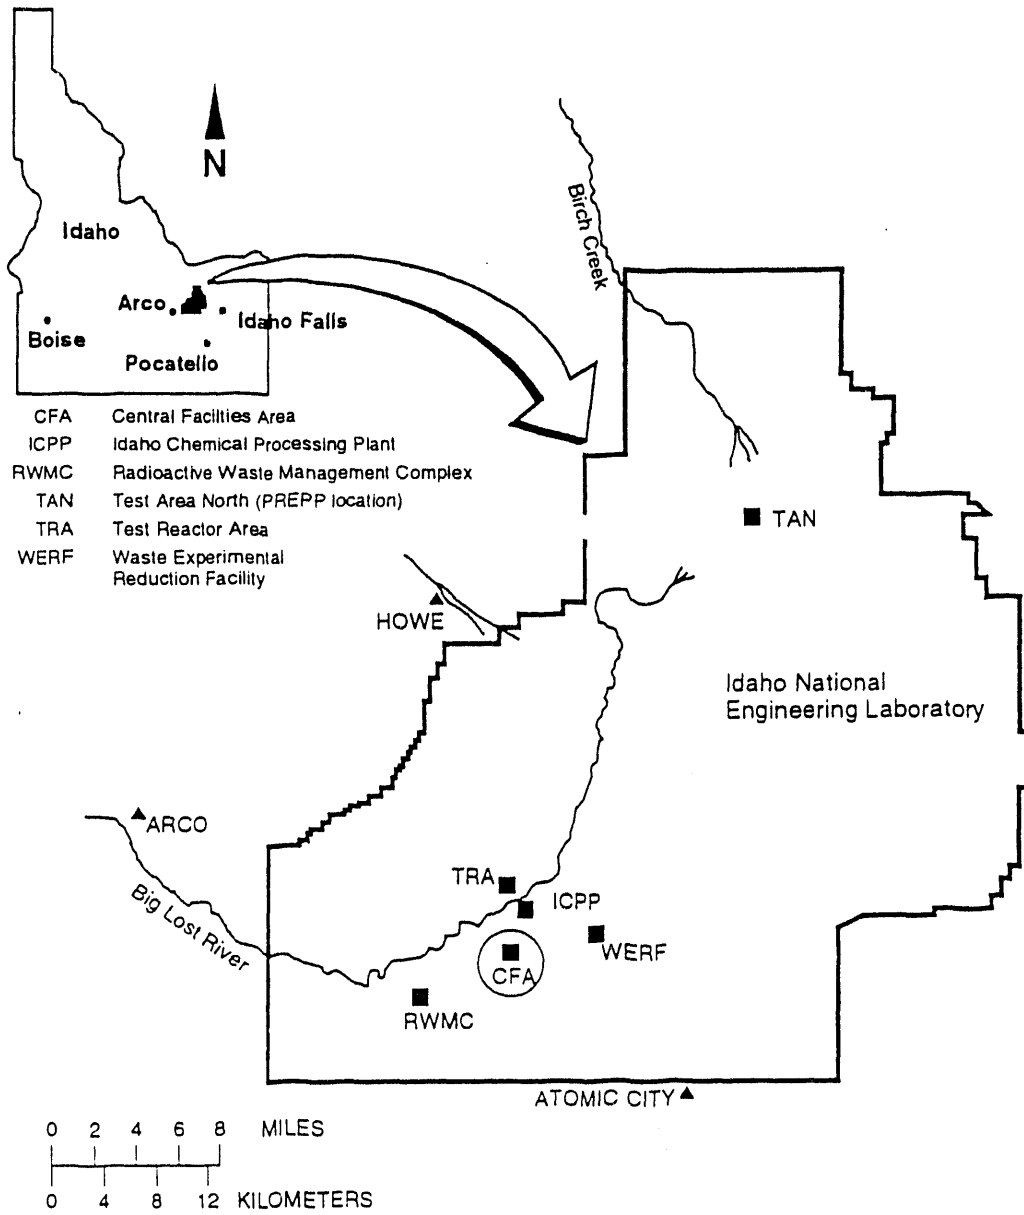 N
Idaho
Arco
Idaho Falls
Boise
Pocatello
CFA Central Facilties Area
ICPP Idaho Chemical Processing Plant
RWMC Radioactive Waste Management Complex
TAN Test Area North (PREPP location)
TRA Test Reactor Area
WERF Waste Experimental
Reduction Facility
Birch Creek
TAN
HOWE
Idaho National
Engineering Laboratory
ARCO
Big Lost River
TRA
ICPP
WERF
CFA
RWMC
ATOMIC CITY
0 2 4 6 8 MILES
0 4 8 12 KILOMETERS